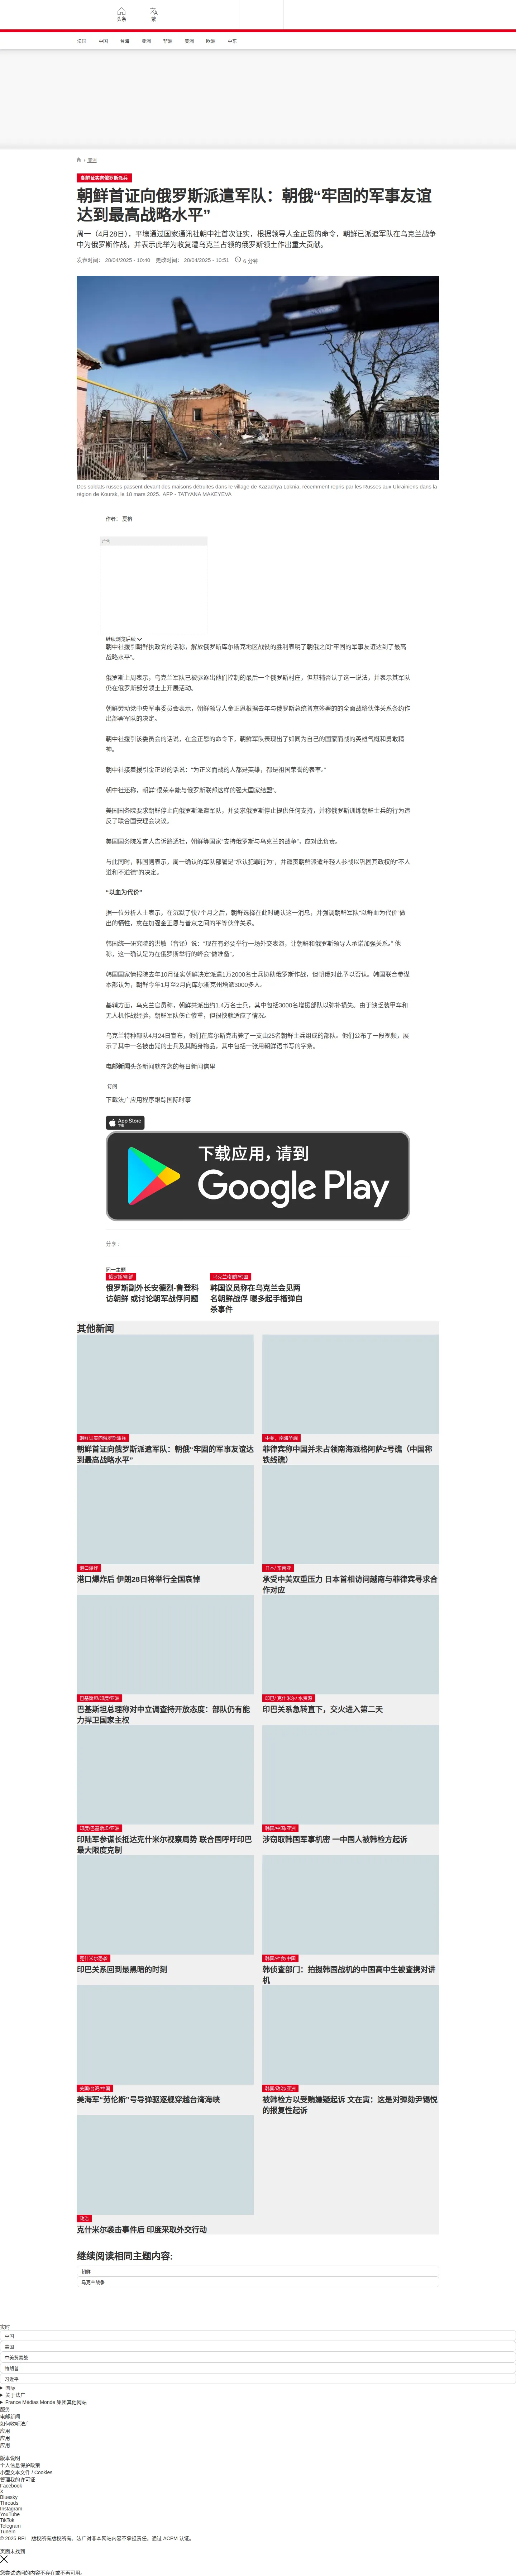 头条
繁
法国
中国
台海
亚洲
非洲
美洲
欧洲
中东
/ 亚洲
朝鲜证实向俄罗斯派兵
朝鲜首证向俄罗斯派遣军队：朝俄“牢固的军事友谊
达到最高战略水平”
周一（4月28日），平壤通过国家通讯社朝中社首次证实，根据领导人金正恩的命令，朝鲜已派遣军队在乌克兰战争
中为俄罗斯作战，并表示此举为收复遭乌克兰占领的俄罗斯领土作出重大贡献。
发表时间： 28/04/2025 - 10:40 更改时间： 28/04/2025 - 10:51 6 分钟
Des soldats russes passent devant des maisons détruites dans le village de Kazachya Loknia, récemment repris par les Russes aux Ukrainiens dans la
région de Koursk, le 18 mars 2025. AFP - TATYANA MAKEYEVA
作者： 夏榕
广告
继续浏览后续
朝中社援引朝鲜执政党的话称，解放俄罗斯库尔斯克地区战役的胜利表明了朝俄之间“牢固的军事友谊达到了最高
战略水平”。
俄罗斯上周表示，乌克兰军队已被驱逐出他们控制的最后一个俄罗斯村庄，但基辅否认了这一说法，并表示其军队
仍在俄罗斯部分领土上开展活动。
朝鲜劳动党中央军事委员会表示，朝鲜领导人金正恩根据去年与俄罗斯总统普京签署的的全面战略伙伴关系条约作
出部署军队的决定。
朝中社援引该委员会的话说，在金正恩的命令下，朝鲜军队表现出了如同为自己的国家而战的英雄气概和勇敢精
神。
朝中社接着援引金正恩的话说：“为正义而战的人都是英雄，都是祖国荣誉的表率。”
朝中社还称，朝鲜“很荣幸能与俄罗斯联邦这样的强大国家结盟”。
美国国务院要求朝鲜停止向俄罗斯派遣军队，并要求俄罗斯停止提供任何支持，并称俄罗斯训练朝鲜士兵的行为违
反了联合国安理会决议。
美国国务院发言人告诉路透社，朝鲜等国家“支持俄罗斯与乌克兰的战争”，应对此负责。
与此同时，韩国则表示，周一确认的军队部署是“承认犯罪行为”，并谴责朝鲜派遣年轻人参战以巩固其政权的“不人
道和不道德”的决定。
“以血为代价”
据一位分析人士表示，在沉默了快7个月之后，朝鲜选择在此时确认这一消息，并强调朝鲜军队“以鲜血为代价”做
出的牺牲，意在加强金正恩与普京之间的平等伙伴关系。
韩国统一研究院的洪敏（音译）说：“现在有必要举行一场外交表演，让朝鲜和俄罗斯领导人承诺加强关系。” 他
称，这一确认是为在俄罗斯举行的峰会“做准备”。
韩国国家情报院去年10月证实朝鲜决定派遣1万2000名士兵协助俄罗斯作战，但朝俄对此予以否认。韩国联合参谋
本部认为，朝鲜今年1月至2月向库尔斯克州增派3000多人。
基辅方面，乌克兰官员称，朝鲜共派出约1.4万名士兵，其中包括3000名增援部队以弥补损失。由于缺乏装甲车和
无人机作战经验，朝鲜军队伤亡惨重，但很快就适应了情况。
乌克兰特种部队4月24日宣布，他们在库尔斯克击毙了一支由25名朝鲜士兵组成的部队。他们公布了一段视频，展
示了其中一名被击毙的士兵及其随身物品，其中包括一张用朝鲜语书写的字条。
电邮新闻头条新闻就在您的每日新闻信里
订阅
下载法广应用程序跟踪国际时事
App Store
下载
下载应用，请到
Google Play
分享 :
同一主题
俄罗斯/朝鲜
俄罗斯副外长安德烈-鲁登科
访朝鲜 或讨论朝军战俘问题
乌克兰/朝鲜/韩国
韩国议员称在乌克兰会见两
名朝鲜战俘 曝多起手榴弹自
杀事件
其他新闻
朝鲜证实向俄罗斯派兵
朝鲜首证向俄罗斯派遣军队：朝俄“牢固的军事友谊达
到最高战略水平”
中菲，南海争端
菲律宾称中国并未占领南海派格阿萨2号礁（中国称
铁线礁）
港口爆炸
港口爆炸后 伊朗28日将举行全国哀悼
日本/ 东南亚
承受中美双重压力 日本首相访问越南与菲律宾寻求合
作对应
巴基斯坦/印度/亚洲
巴基斯坦总理称对中立调查持开放态度：部队仍有能
力捍卫国家主权
印巴/ 克什米尔/ 水资源
印巴关系急转直下，交火进入第二天
印度/巴基斯坦/亚洲
印陆军参谋长抵达克什米尔视察局势 联合国呼吁印巴
最大限度克制
韩国/中国/亚洲
涉窃取韩国军事机密 一中国人被韩检方起诉
克什米尔恐袭
印巴关系回到最黑暗的时刻
韩国/社会/中国
韩侦查部门：拍摄韩国战机的中国高中生被查携对讲
机
美国/台湾/中国
美海军“劳伦斯”号导弹驱逐舰穿越台湾海峡
韩国/政治/亚洲
被韩检方以受贿嫌疑起诉 文在寅：这是对弹劾尹锡悦
的报复性起诉
政治
克什米尔袭击事件后 印度采取外交行动
继续阅读相同主题内容:
朝鲜
乌克兰战争
实时
中国
美国
中美贸易战
特朗普
习近平
国际
关于法广
France Médias Monde 集团其他网站
服务
电邮新闻
如何收听法广
应用
应用
应用
版本说明
个人信息保护政策
小型文本文件 / Cookies
管理我的许可证
Facebook
X
Bluesky
Threads
Instagram
YouTube
TikTok
Telegram
TuneIn
© 2025 RFI – 版权所有版权所有。法广对非本网站内容不承担责任。通过 ACPM 认证。
页面未找到
您尝试访问的内容不存在或不再可用。